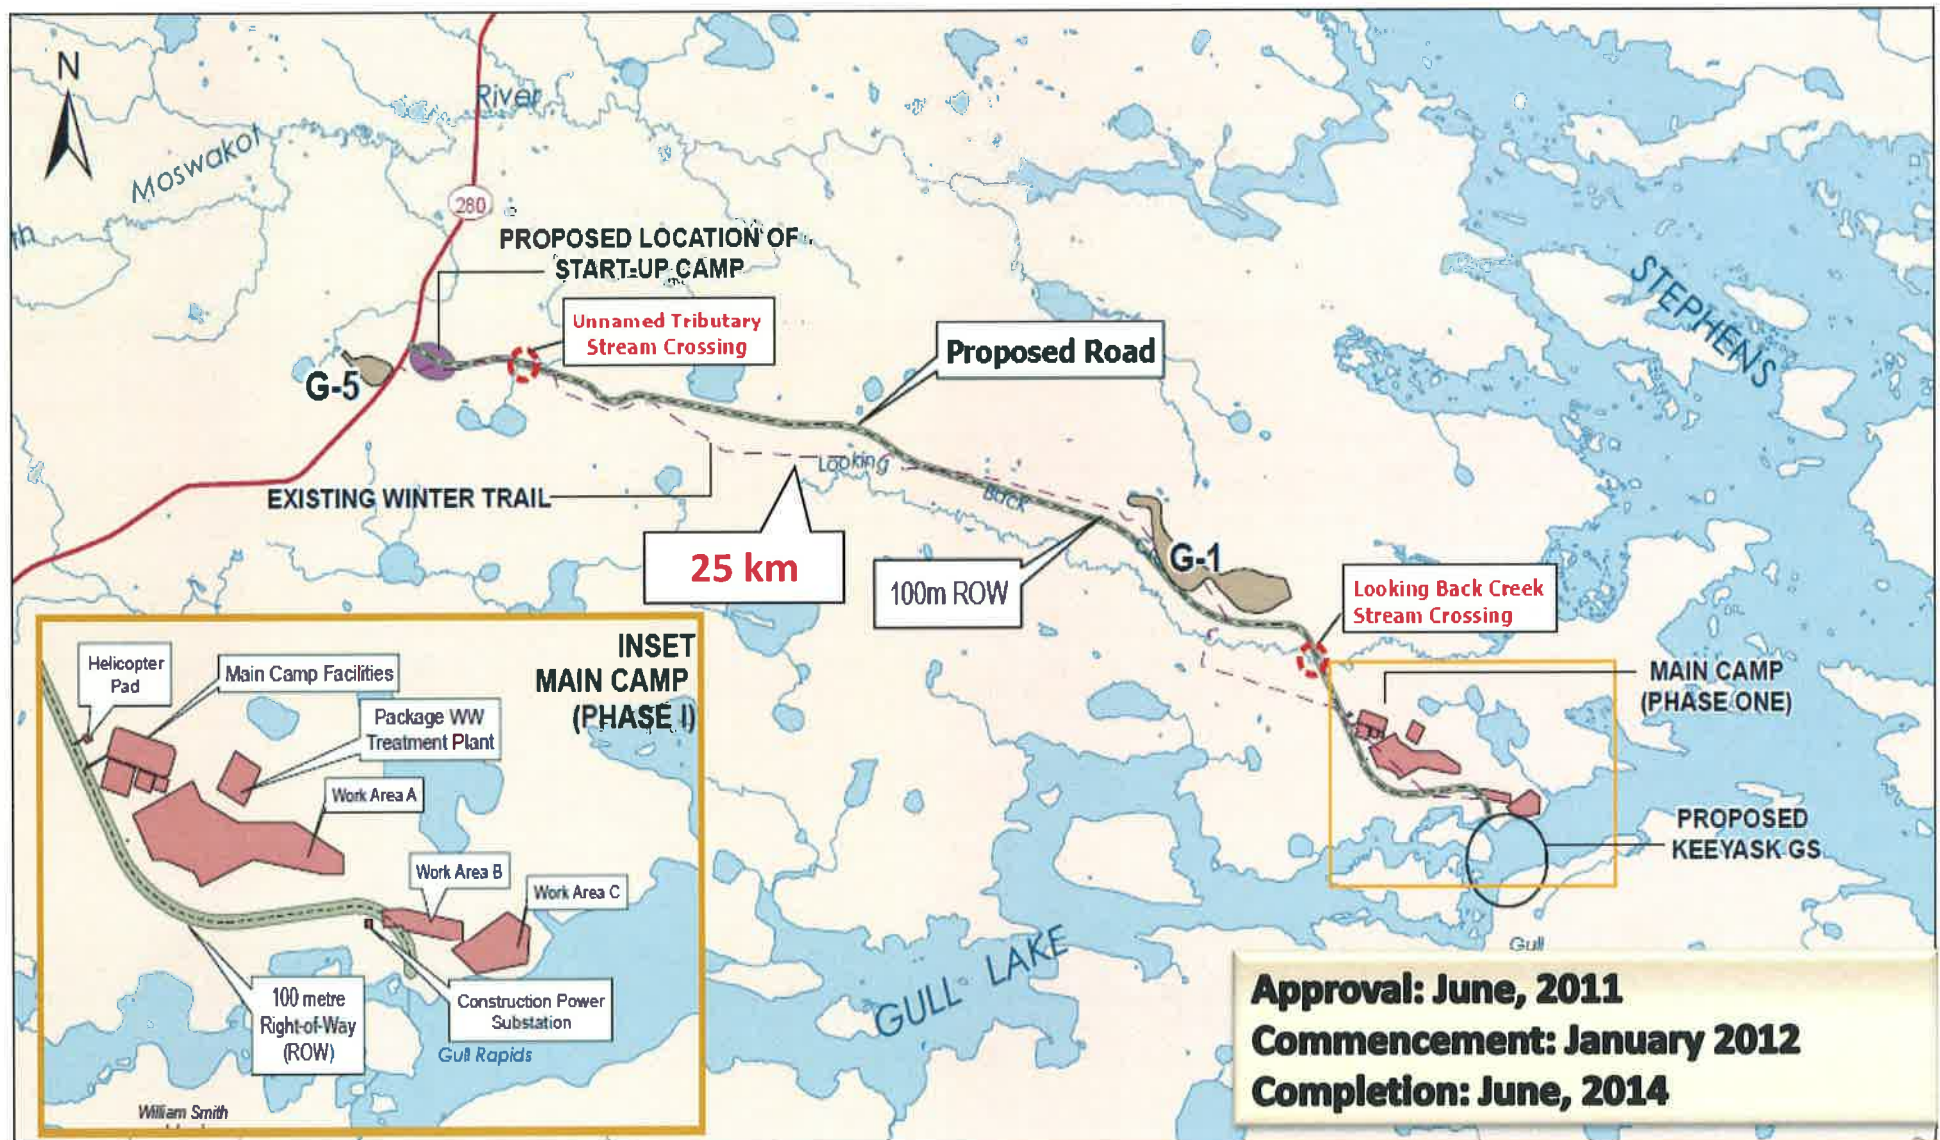 N
River
Moswakot
th
280
PROPOSED LOCATION OF
START-UP CAMP
Unnamed Tributary
Stream Crossing
STEPHENS
Proposed Road
G-5
Looking
EXISTING WINTER TRAIL
Back
25 km
100m ROW
G-1
Looking Back Creek
Stream Crossing
MAIN CAMP
(PHASE ONE)
PROPOSED
KEEYASK GS
Gull
GULL LAKE
INSET
MAIN CAMP
(PHASE I)
Helicopter
Pad
Main Camp Facilities
Package WW
Treatment Plant
Work Area A
Work Area B
Work Area C
100 metre
Right-of-Way
(ROW)
Construction Power
Substation
Gull Rapids
William Smith
Approval: June, 2011
Commencement: January 2012
Completion: June, 2014